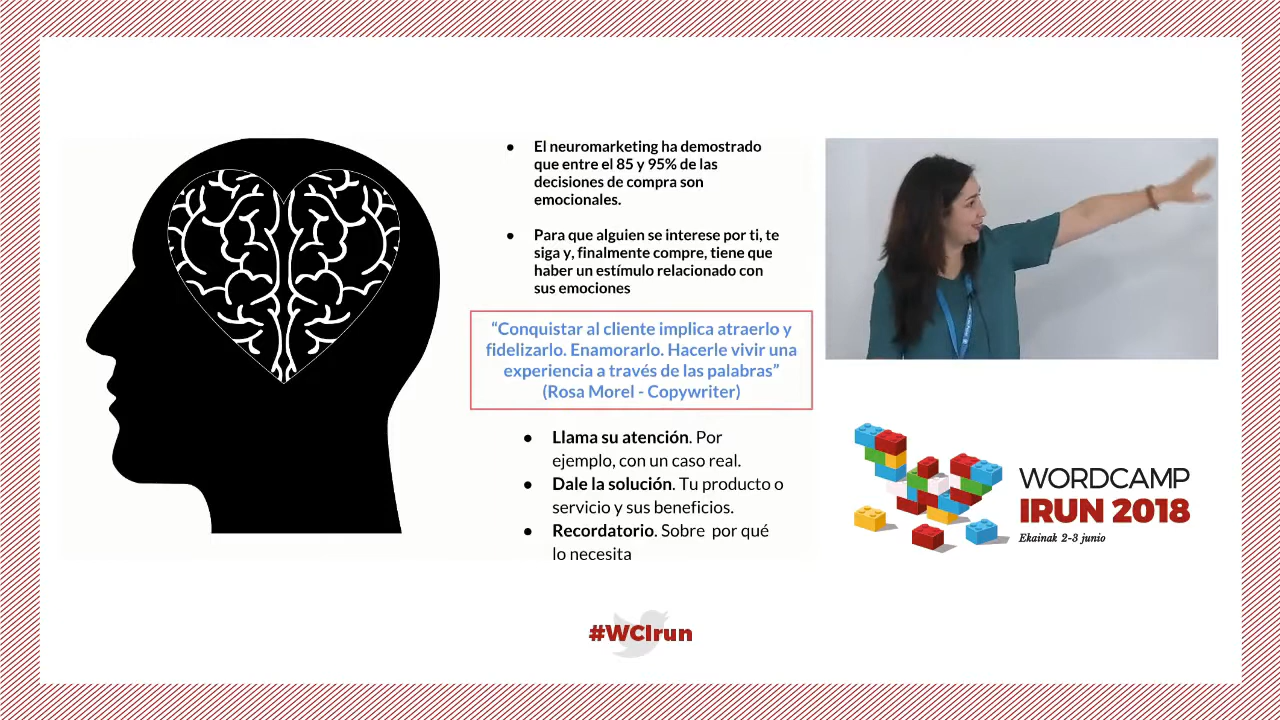 ● El neuromarketing ha demostrado
que entre el 85 y 95% de las
decisiones de compra son
emocionales.
● Para que alguien se interese por ti, te
siga y, finalmente compre, tiene que
haber un estímulo relacionado con
sus emociones
“Conquistar al cliente implica atraerlo y
fidelizarlo. Enamorarlo. Hacerle vivir una
experiencia a través de las palabras”
(Rosa Morel - Copywriter)
● Llama su atención. Por
ejemplo, con un caso real.
● Dale la solución. Tu producto o
servicio y sus beneficios.
● Recordatorio. Sobre por qué
lo necesita
WORDCAMP
IRUN 2018
Ekainak 2-3 junio
#WCIrun